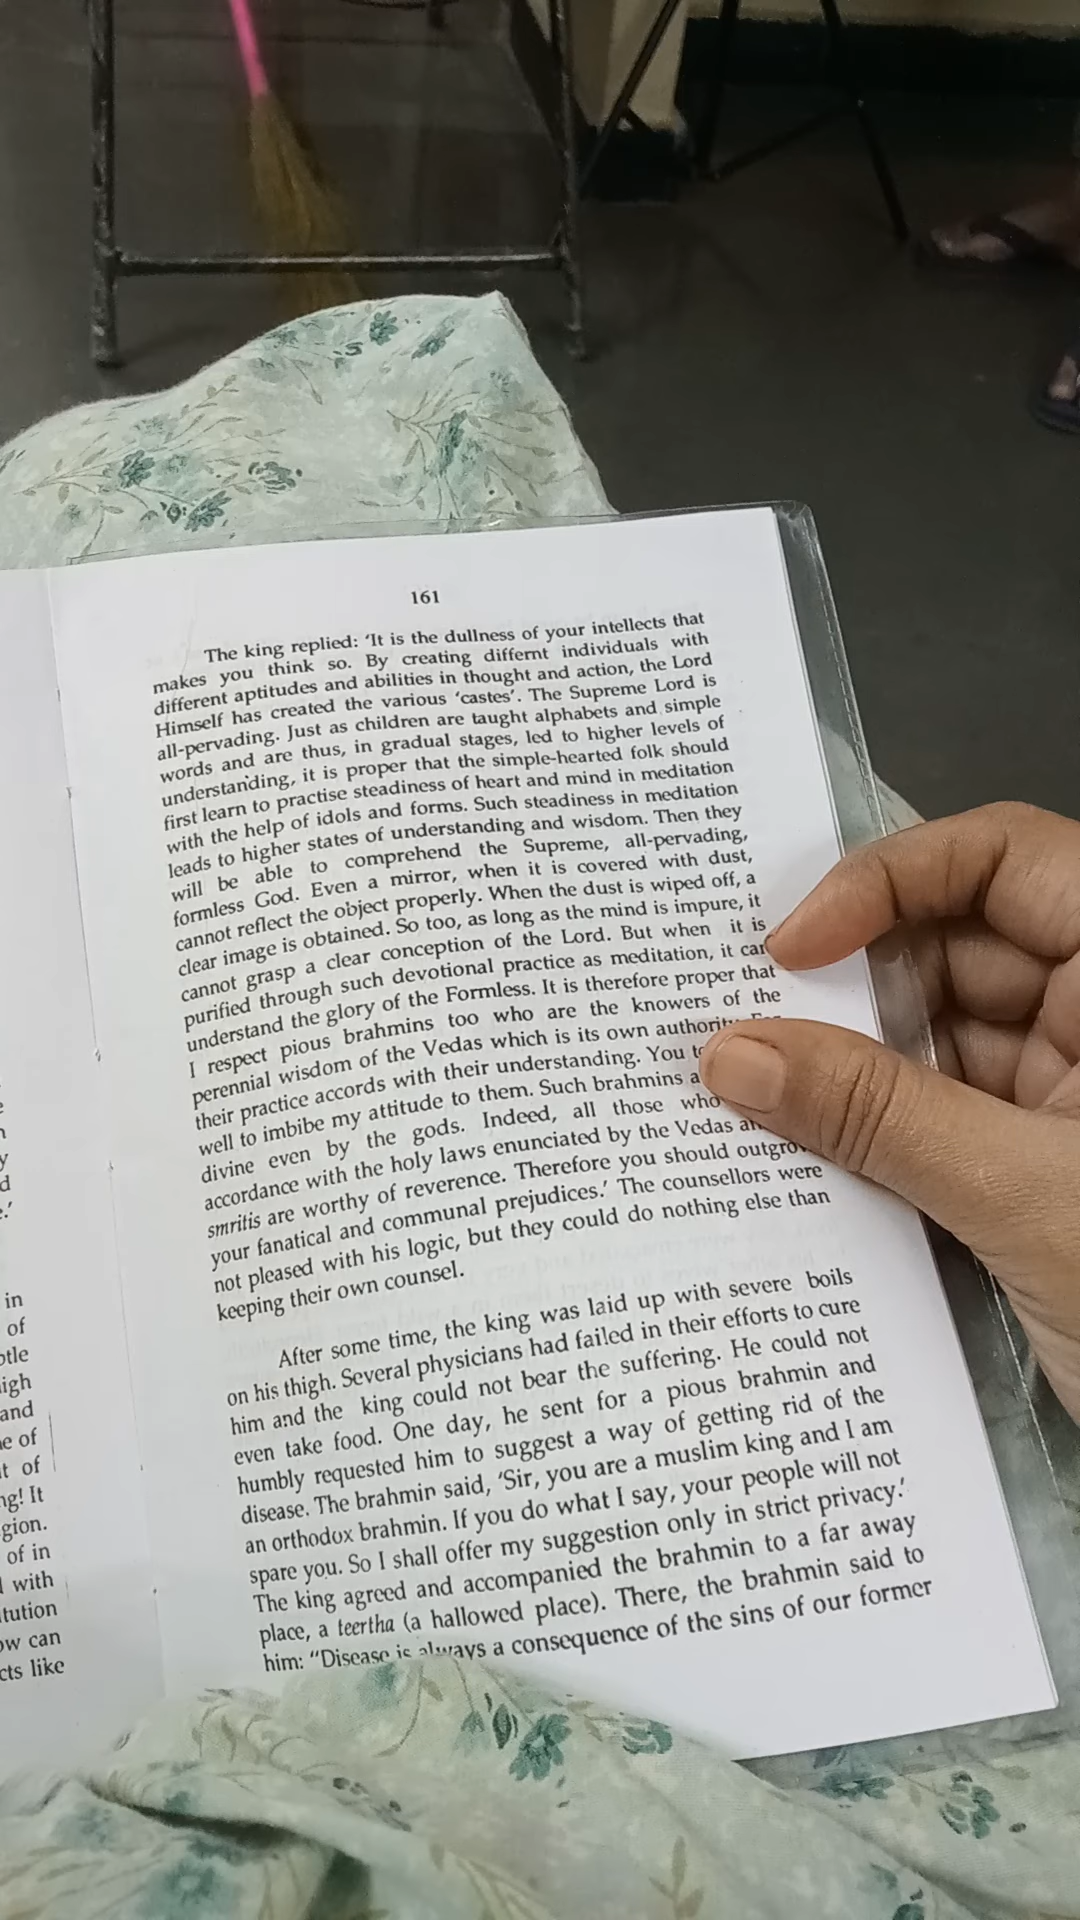 in
of
and
of
of
It
of in
with
can
like
161
The king replied: ‘It is the dullness of your intellects that
makes you think so. By creating differnt individuals with
different aptitudes and abilities in thought and action, the Lord
Himself has created the various ‘castes’. The Supreme Lord is
all-pervading. Just as children are taught alphabets and simple
words and are thus, in gradual stages, led to higher levels of
understanding, it is proper that the simple-hearted folk should
first learn to practise steadiness of heart and mind in meditation
with the help of idols and forms. Such steadiness in meditation
leads to higher states of understanding and wisdom. Then they
will be able to comprehend the Supreme, all-pervading,
formless God. Even a mirror, when it is covered with dust,
cannot reflect the object properly. When the dust is wiped off, a
clear image is obtained. So too, as long as the mind is impure, it
cannot grasp a clear conception of the Lord. But when it is
purified through such devotional practice as meditation, it can
understand the glory of the Formless. It is therefore proper that
I respect pious brahmins too who are the knowers of the
perennial wisdom of the Vedas which is its own authority.
their practice accords with their understanding. You
well to imbibe my attitude to them. Such brahmins
divine even by the gods. Indeed, all those who
accordance with the holy laws enunciated by the Vedas
smritis are worthy of reverence. Therefore you should outgrow
your fanatical and communal prejudices.’ The counsellors were
not pleased with his logic, but they could do nothing else than
keeping their own counsel.
After some time, the king was laid up with severe boils
on his thigh. Several physicians had failed in their efforts to cure
him and the king could not bear the suffering. He could not
even take food. One day, he sent for a pious brahmin and
humbly requested him to suggest a way of getting rid of the
disease. The brahmin said, ‘Sir, you are a muslim king and I am
an orthodox brahmin. If you do what I say, your people will not
spare you. So I shall offer my suggestion only in strict privacy.’
The king agreed and accompanied the brahmin to a far away
place, a teertha (a hallowed place). There, the brahmin said to
him: “Disease is always a consequence of the sins of our former